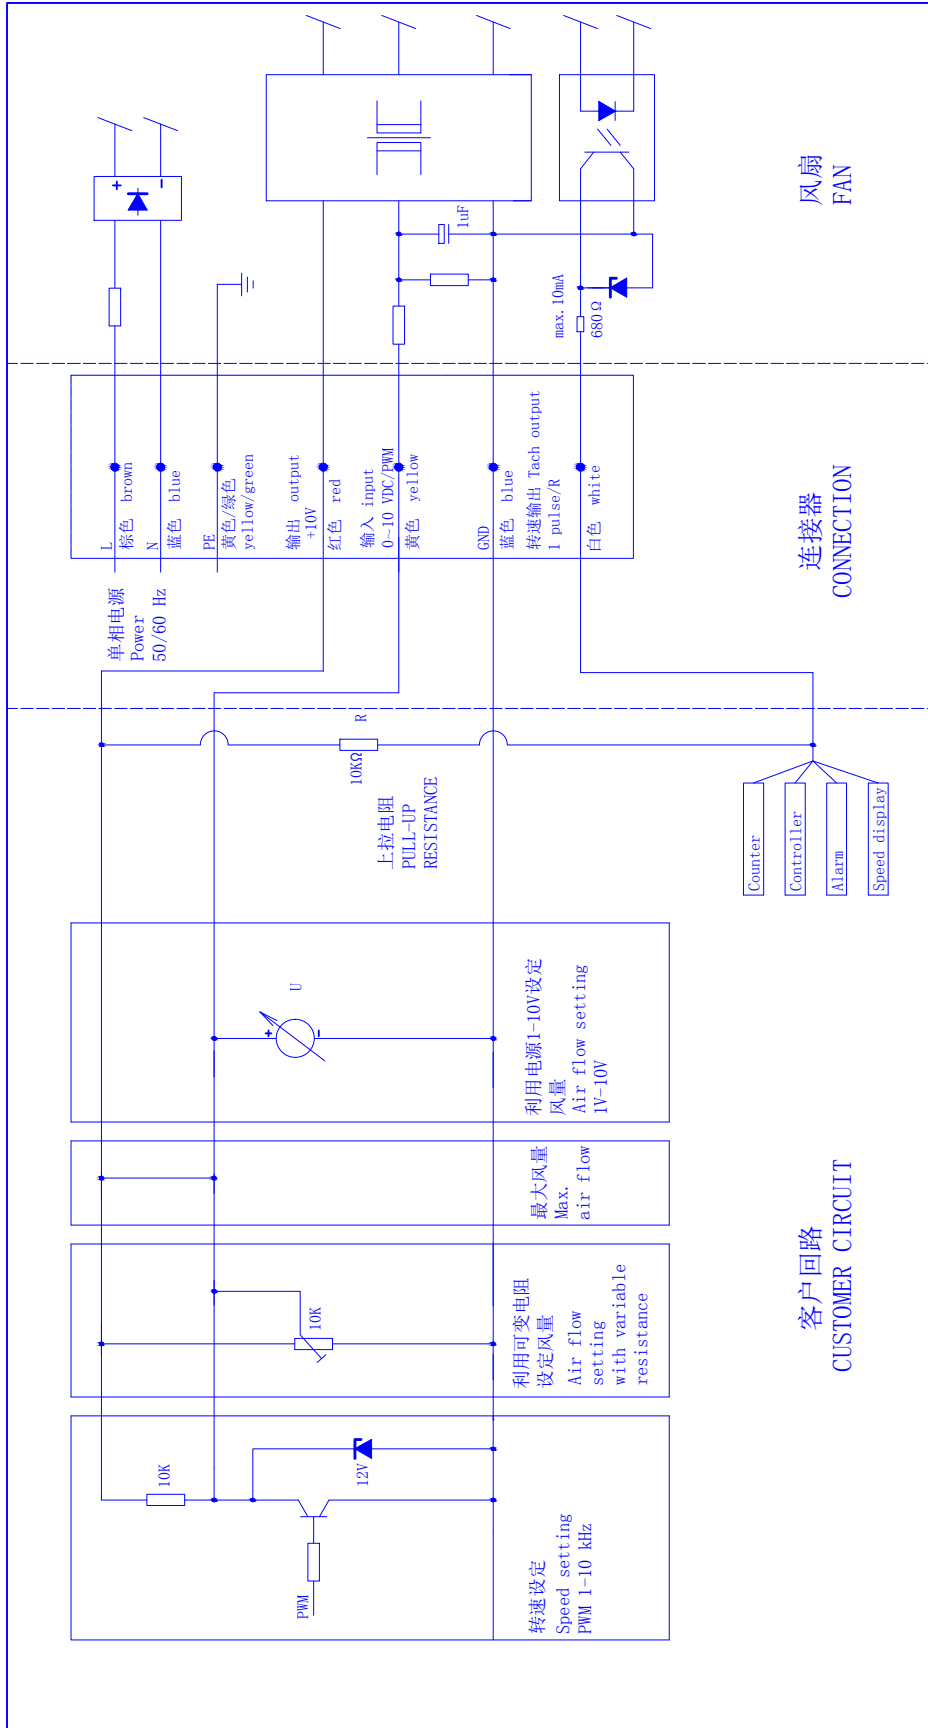 风扇
FAN
1uF
max.10mA
680Ω
连接器
CONNECTION
L
棕色 brown
N
蓝色 blue
PE
黄色/绿色
yellow/green
输出 output
+10V
红色 red
输入 input
0~10 VDC/PWM
黄色 yellow
GND
蓝色 blue
转速输出 Tach output
1 pulse/R
白色 white
单相电源
Power
50/60 Hz
R
10KΩ
上拉电阻
PULL-UP
RESISTANCE
Counter
Controller
Alarm
Speed display
客户回路
CUSTOMER CIRCUIT
+
-
U
利用电源1-10V设定
风量
Air flow setting
1V-10V
最大风量
Max.
air flow
10K
利用可变电阻
设定风量
Air flow
setting
with variable
resistance
10K
12V
PWM
转速设定
Speed setting
PWM 1-10 kHz
+
-